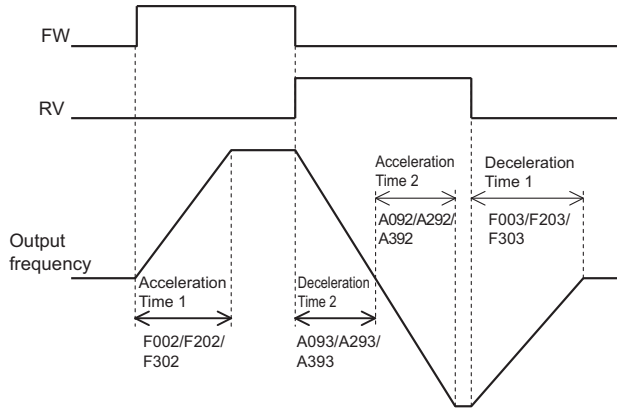 FW
RV
Acceleration
Time 2
Deceleration
Time 1
A092/A292/
A392
F003/F203/
F303
Output
frequency
Acceleration
Time 1
Deceleration
Time 2
F002/F202/
F302
A093/A293/
A393